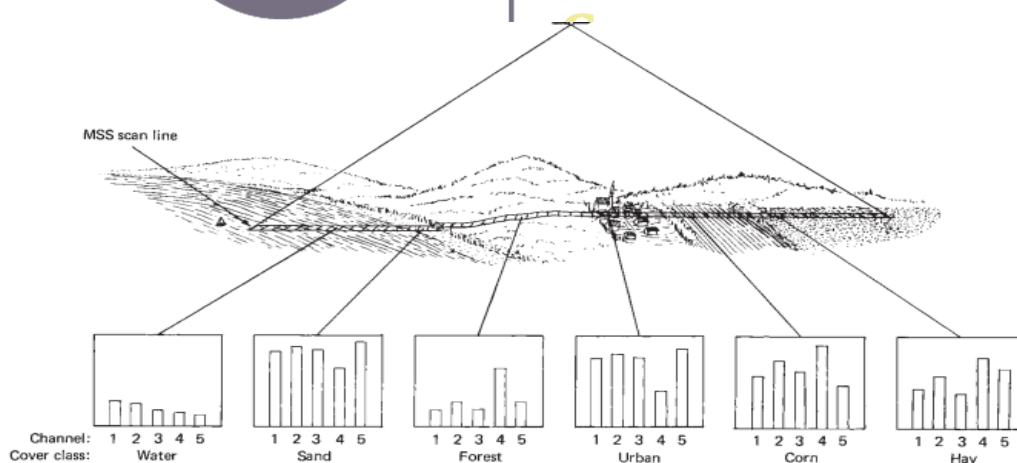 MSS scan line
Channel: 1 2 3 4 5 1 2 3 4 5 1 2 3 4 5 1 2 3 4 5 1 2 3 4 5 1 2 3 4 5
Cover class: Water Sand Forest Urban Corn Hay